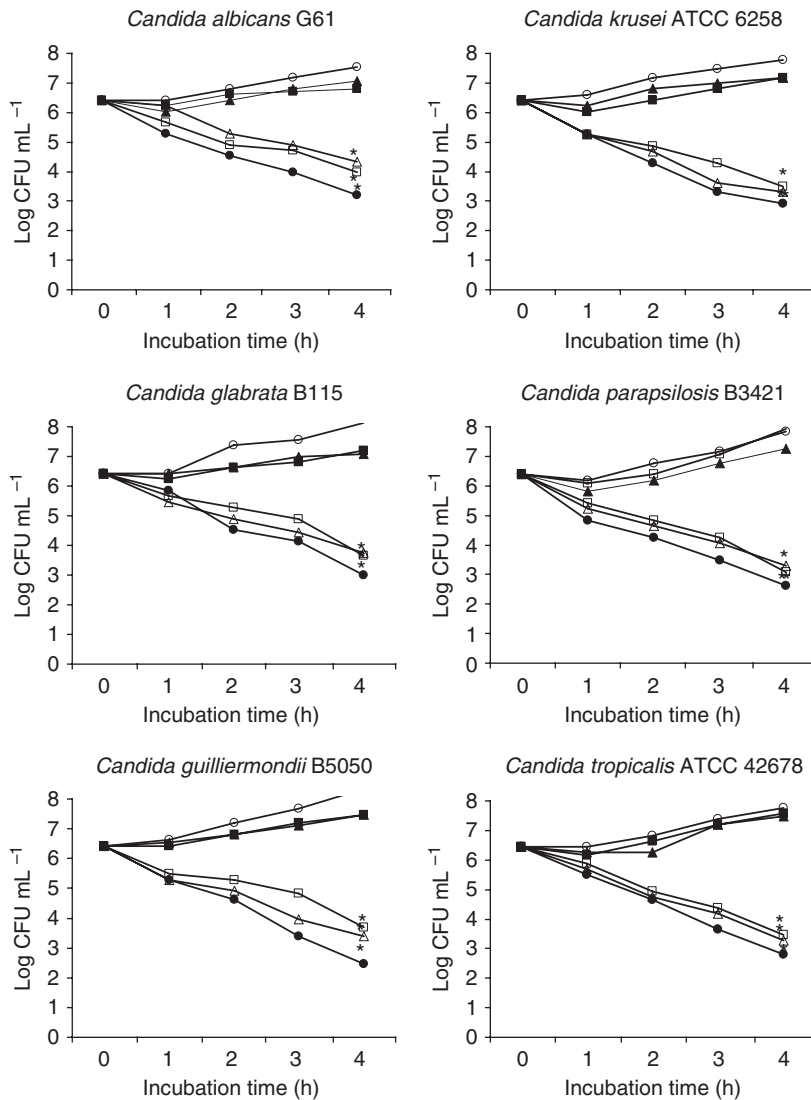 Candida albicans G61
8
7
6
5
4
3
2
1
0
Log CFU mL −1
0 1 2 3 4
Incubation time (h)
* * *
Candida krusei ATCC 6258
8
7
6
5
4
3
2
1
0
Log CFU mL −1
0 1 2 3 4
Incubation time (h)
* *
Candida glabrata B115
8
7
6
5
4
3
2
1
0
Log CFU mL −1
0 1 2 3 4
Incubation time (h)
* * *
Candida parapsilosis B3421
8
7
6
5
4
3
2
1
0
Log CFU mL −1
0 1 2 3 4
Incubation time (h)
* *
Candida guilliermondii B5050
8
7
6
5
4
3
2
1
0
Log CFU mL −1
0 1 2 3 4
Incubation time (h)
* * *
Candida tropicalis ATCC 42678
8
7
6
5
4
3
2
1
0
Log CFU mL −1
0 1 2 3 4
Incubation time (h)
* * *